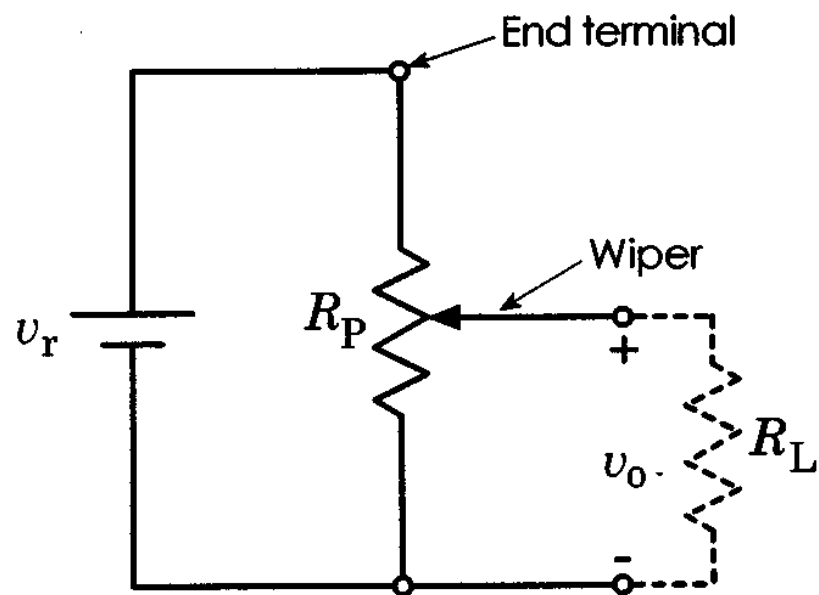 End terminal
Wiper
R_P
v_r
+
v_o
R_L
-